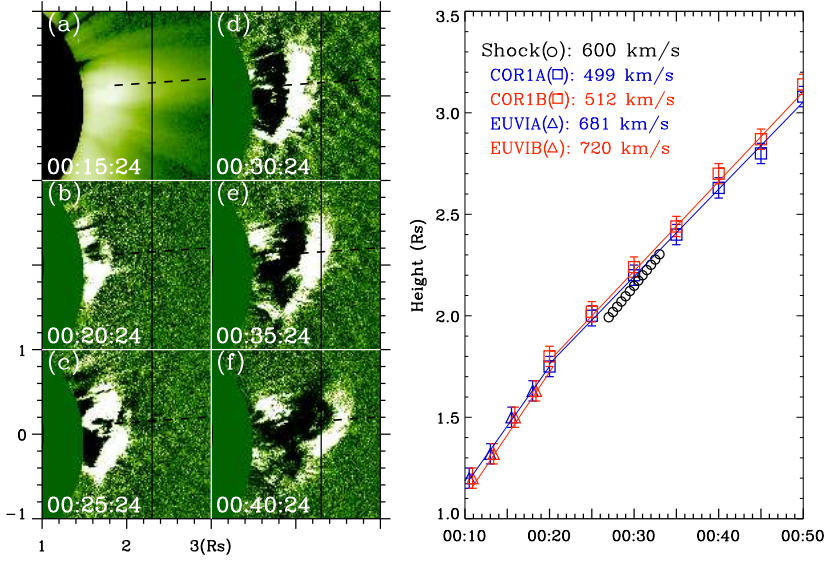 (a)
00:15:24
(b)
00:20:24
(c)
00:25:24
(d)
00:30:24
(e)
00:35:24
(f)
00:40:24
1
0
−1
1 2 3(Rs)
Shock(○): 600 km/s
COR1A(□): 499 km/s
COR1B(□): 512 km/s
EUVIA(△): 681 km/s
EUVIB(△): 720 km/s
Height (Rs)
3.5
3.0
2.5
2.0
1.5
1.0
00:10 00:20 00:30 00:40 00:50